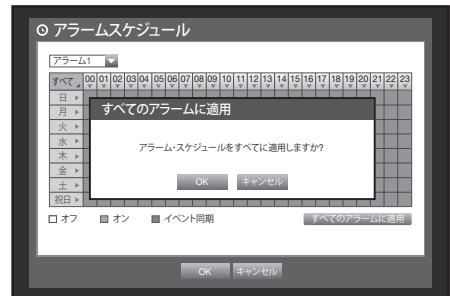 アラームスケジュール
アラーム1
すべて 00 01 02 03 04 05 06 07 08 09 10 11 12 13 14 15 16 17 18 19 20 21 22 23
日
月
すべてのアラームに適用
火
水
アラーム・スケジュールをすべてに適用しますか?
木
金
土
OK キャンセル
祝日
オフ オン イベント同期 すべてのアラームに適用
OK キャンセル